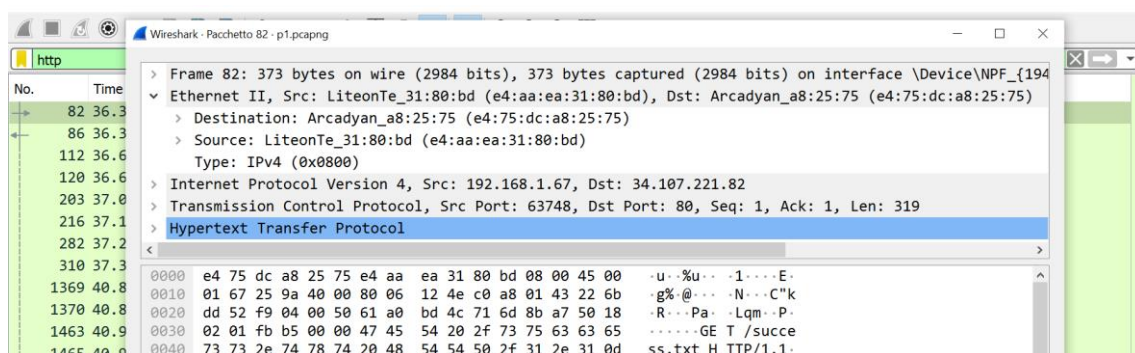 Wireshark · Pacchetto 82 · p1.pcapng
http
Frame 82: 373 bytes on wire (2984 bits), 373 bytes captured (2984 bits) on interface \Device\NPF_{194
No. Time
Ethernet II, Src: LiteonTe_31:80:bd (e4:aa:ea:31:80:bd), Dst: Arcadyan_a8:25:75 (e4:75:dc:a8:25:75)
82 36.3
Destination: Arcadyan_a8:25:75 (e4:75:dc:a8:25:75)
86 36.3
Source: LiteonTe_31:80:bd (e4:aa:ea:31:80:bd)
112 36.6
Type: IPv4 (0x0800)
120 36.6
Internet Protocol Version 4, Src: 192.168.1.67, Dst: 34.107.221.82
203 37.0
Transmission Control Protocol, Src Port: 63748, Dst Port: 80, Seq: 1, Ack: 1, Len: 319
216 37.1
Hypertext Transfer Protocol
282 37.2
310 37.3
0000 e4 75 dc a8 25 75 e4 aa ea 31 80 bd 08 00 45 00 ·u··%u·· ·1····E·
1369 40.8
0010 01 67 25 9a 40 00 80 06 12 4e c0 a8 01 43 22 6b ·g%·@··· ·N···C"k
1370 40.8
0020 dd 52 f9 04 00 50 61 a0 bd 4c 71 6d 8b a7 50 18 ·R···Pa· ·Lqm··P·
1463 40.9
0030 02 01 fb b5 00 00 47 45 54 20 2f 73 75 63 63 65 ······GE T /succe
1465 40.9
0040 73 73 2e 74 78 74 20 48 54 54 50 2f 31 2e 31 0d ss.txt H TTP/1.1·